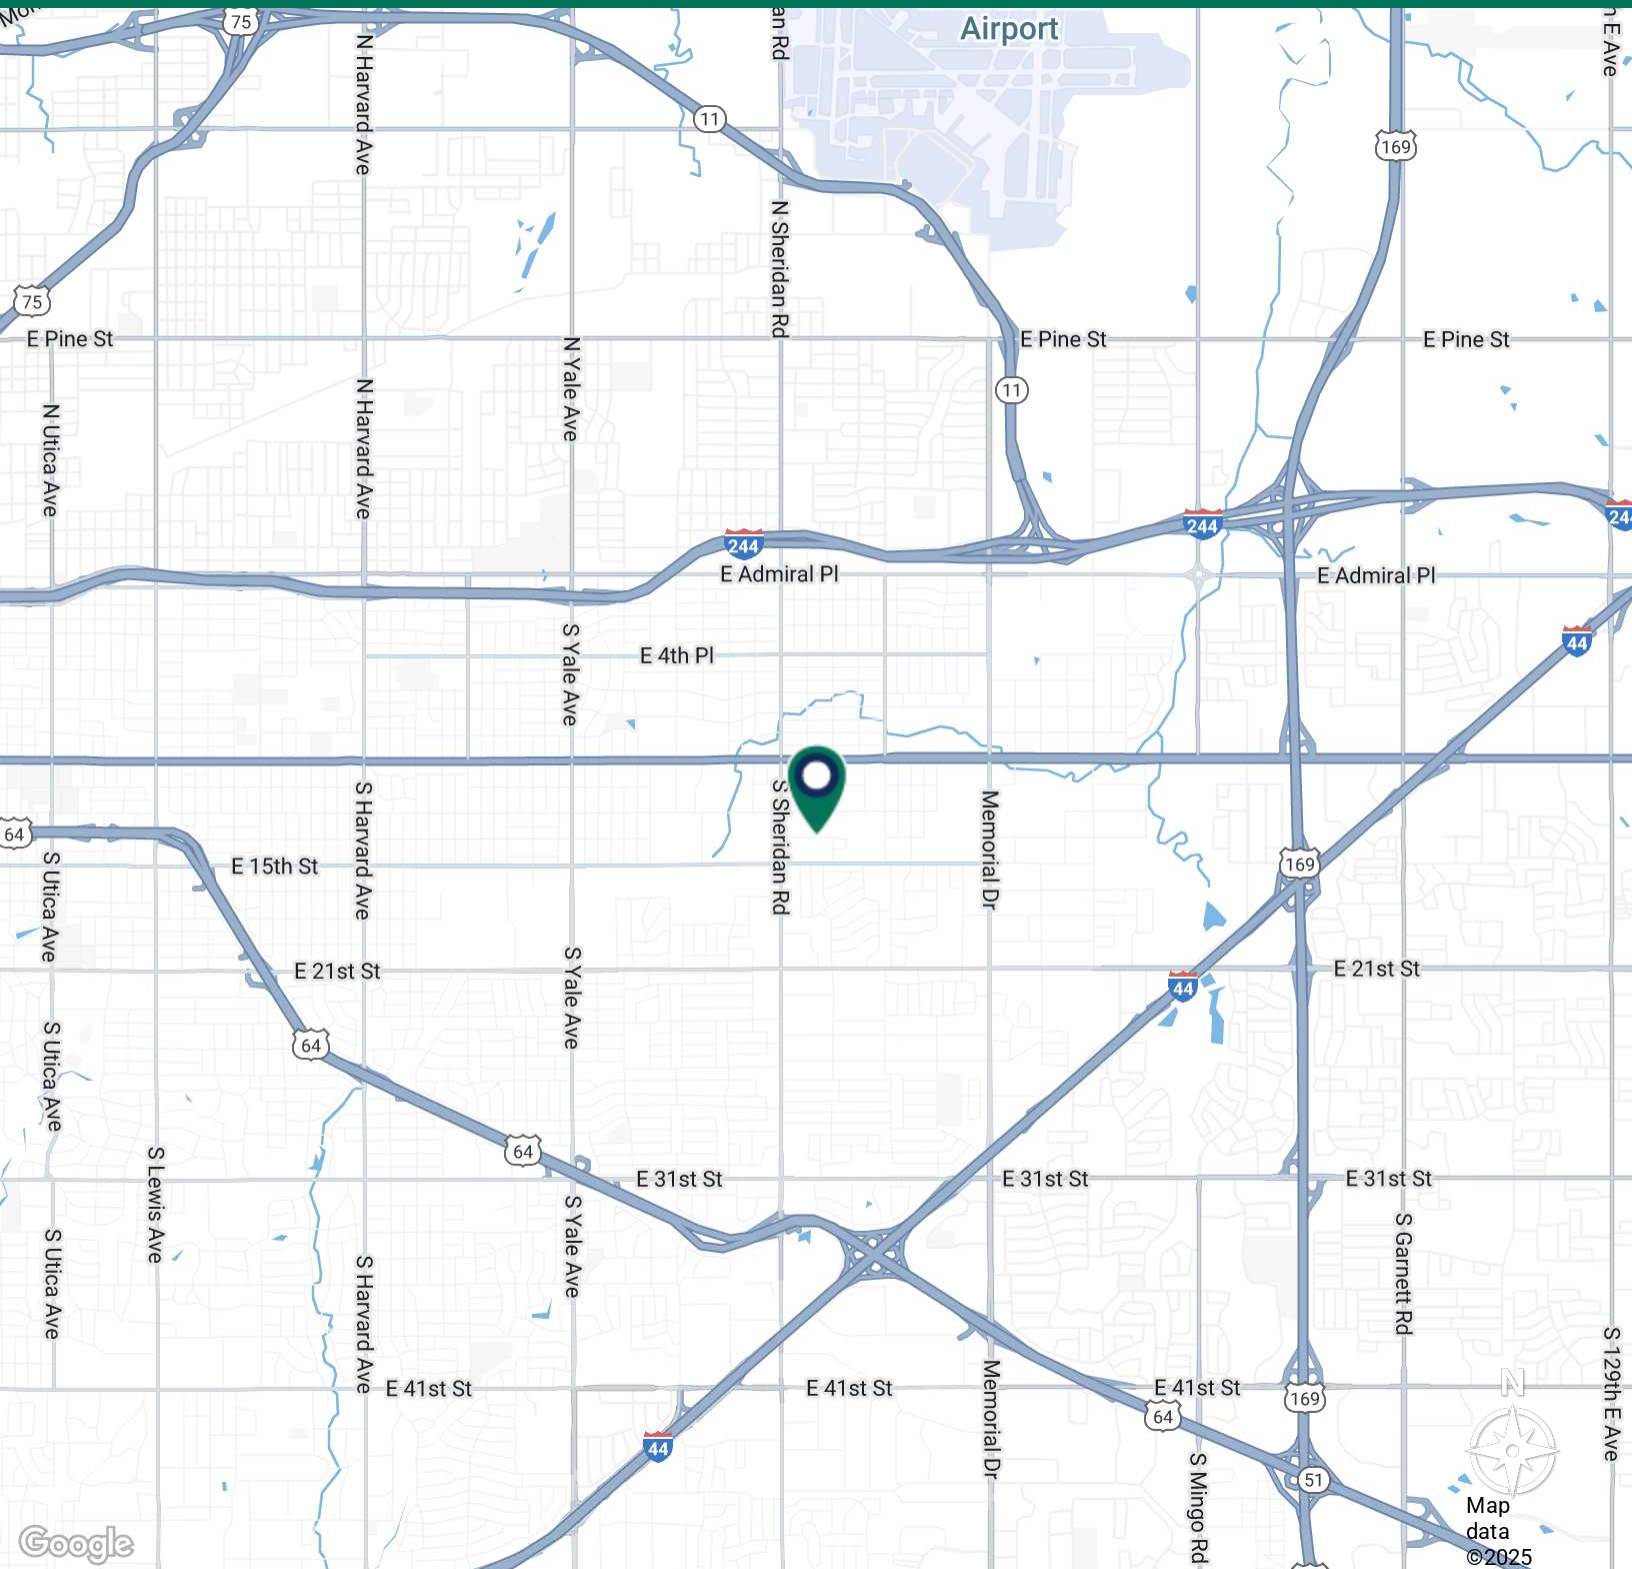 Airport
75
N Harvard Ave
an Rd
11
169
N Sheridan Rd
75
E Pine St
E Pine St
E Pine St
N Yale Ave
11
N Harvard Ave
N Utica Ave
244
244
E Admiral Pl
E Admiral Pl
44
S Yale Ave
E 4th Pl
64
S Harvard Ave
S Sheridan Rd
Memorial Dr
E 15th St
169
S Utica Ave
E 21st St
E 21st St
44
S Yale Ave
64
S Utica Ave
64
S Lewis Ave
E 31st St
E 31st St
E 31st St
S Yale Ave
S Utica Ave
S Harvard Ave
S Garnett Rd
E 41st St
E 41st St
E 41st St
169
64
Memorial Dr
S 129th E Ave
N
44
51
S Mingo Rd
Google
Map
data
©2025